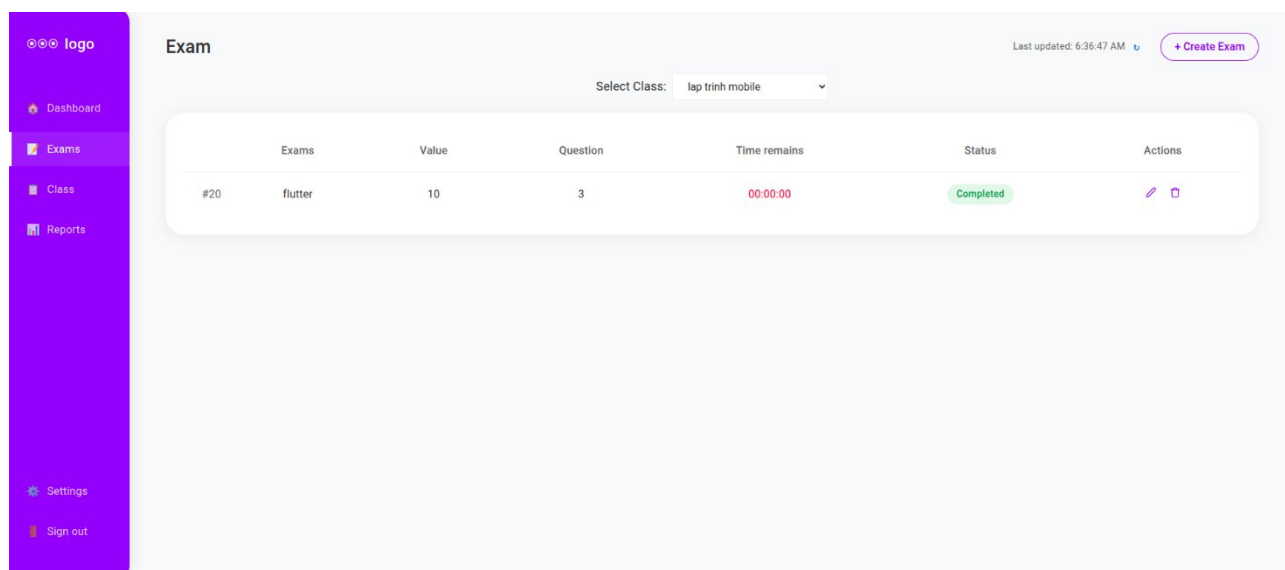 logo
Exam
Last updated: 6:36:47 AM
+ Create Exam
Select Class: lap trinh mobile
Dashboard
Exams
Class
Reports
Settings
Sign out
Exams Value Question Time remains Status Actions
#20 flutter 10 3 00:00:00 Completed